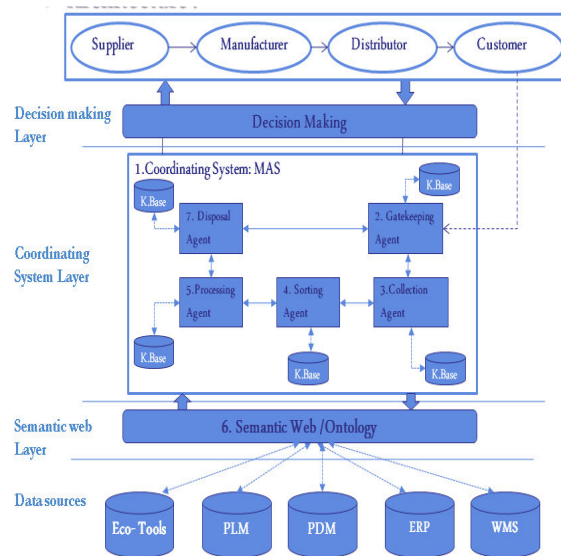 Supplier
Manufacturer
Distributor
Customer
Decision making
Layer
Decision Making
1.Coordinating System: MAS
K.Base
K.Base
7. Disposal
Agent
2. Gatekeeping
Agent
Coordinating
System Layer
5.Processing
Agent
4. Sorting
Agent
3.Collection
Agent
K.Base
K.Base
K.Base
Semantic web
Layer
6. Semantic Web /Ontology
Data sources
Eco- Tools
PLM
PDM
ERP
WMS